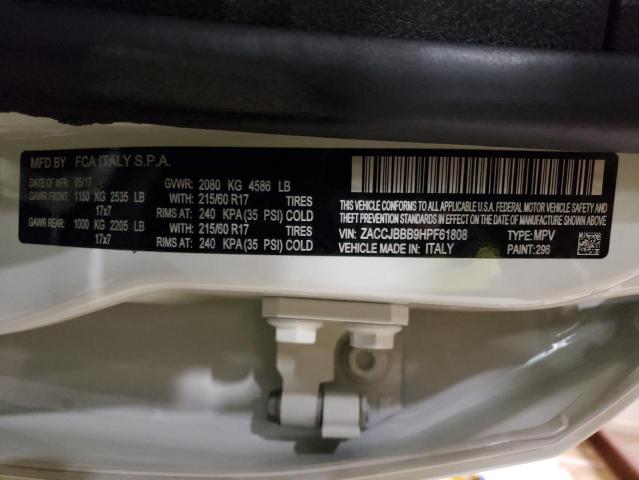 MFD BY FCA ITALY S.P.A.
DATE OF MFD: 05/17 GVWR: 2080 KG 4586 LB
GAWR FRONT: 1150 KG 2535 LB WITH: 215/60 R17 TIRES
17x7 RIMS AT: 240 KPA(35 PSI) COLD
GAWR REAR: 1000 KG 2205 LB WITH: 215/60 R17 TIRES
17x7 RIMS AT: 240 KPA(35 PSI) COLD
THIS VEHICLE CONFORMS TO ALL APPLICABLE U.S.A. FEDERAL MOTOR VEHICLE SAFETY AND
THEFT PREVENTION STANDARDS IN EFFECT ON THE DATE OF MANUFACTURE SHOWN ABOVE
VIN: ZACCJBBB9HPF61808 TYPE: MPV
VEHICLE MADE IN: ITALY PAINT: 296